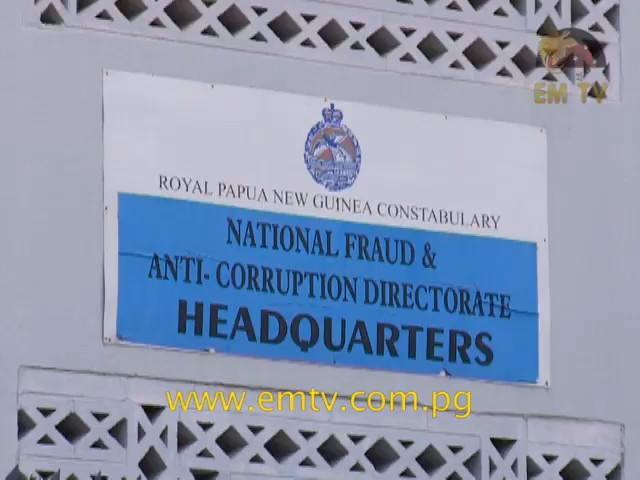 EM TV
ROYAL PAPUA NEW GUINEA CONSTABULARY
NATIONAL FRAUD &
ANTI- CORRUPTION DIRECTORATE
HEADQUARTERS
www.emtv.com.pg